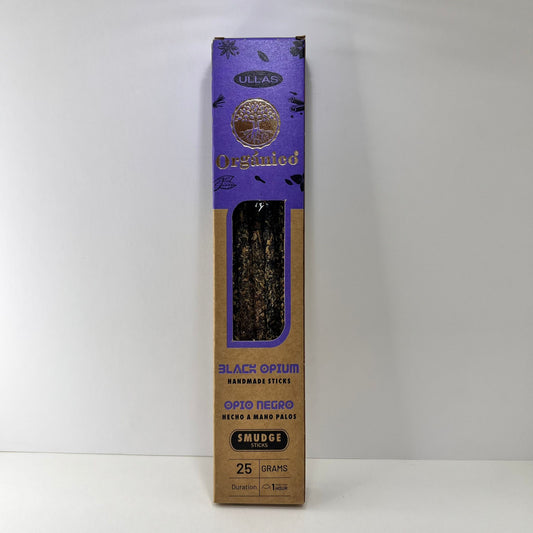 ULLAS
Orgánico
BLACK OPIUM
HANDMADE STICKS
OPIO NEGRO
HECHO A MANO PALOS
SMUDGE
STICKS
25 GRAMS
Duration 1 HOUR